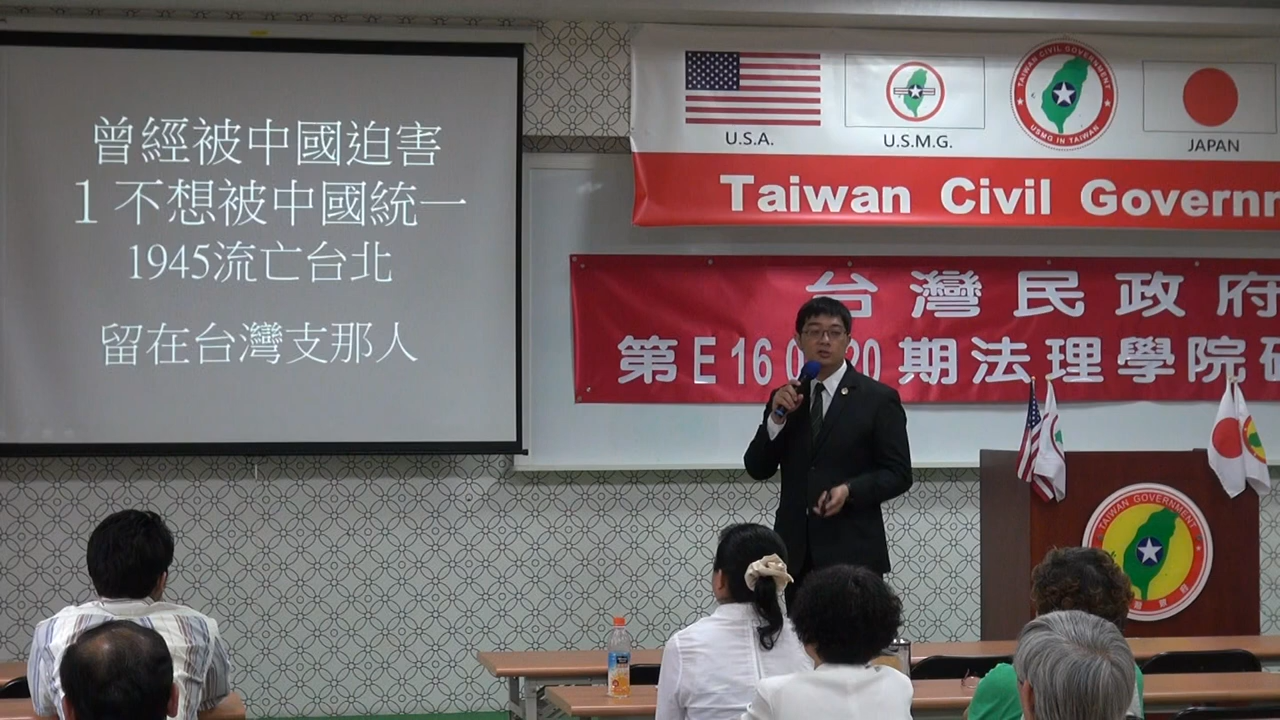 曾經被中國迫害
1不想被中國統一
1945流亡台北
留在台灣支那人
U.S.A.
U.S.M.G.
TAIWAN CIVIL GOVERNMENT
USMG IN TAIWAN
JAPAN
Taiwan Civil
台灣民政府
第E16 20期法理學院
TAIWAN GOVERNMENT